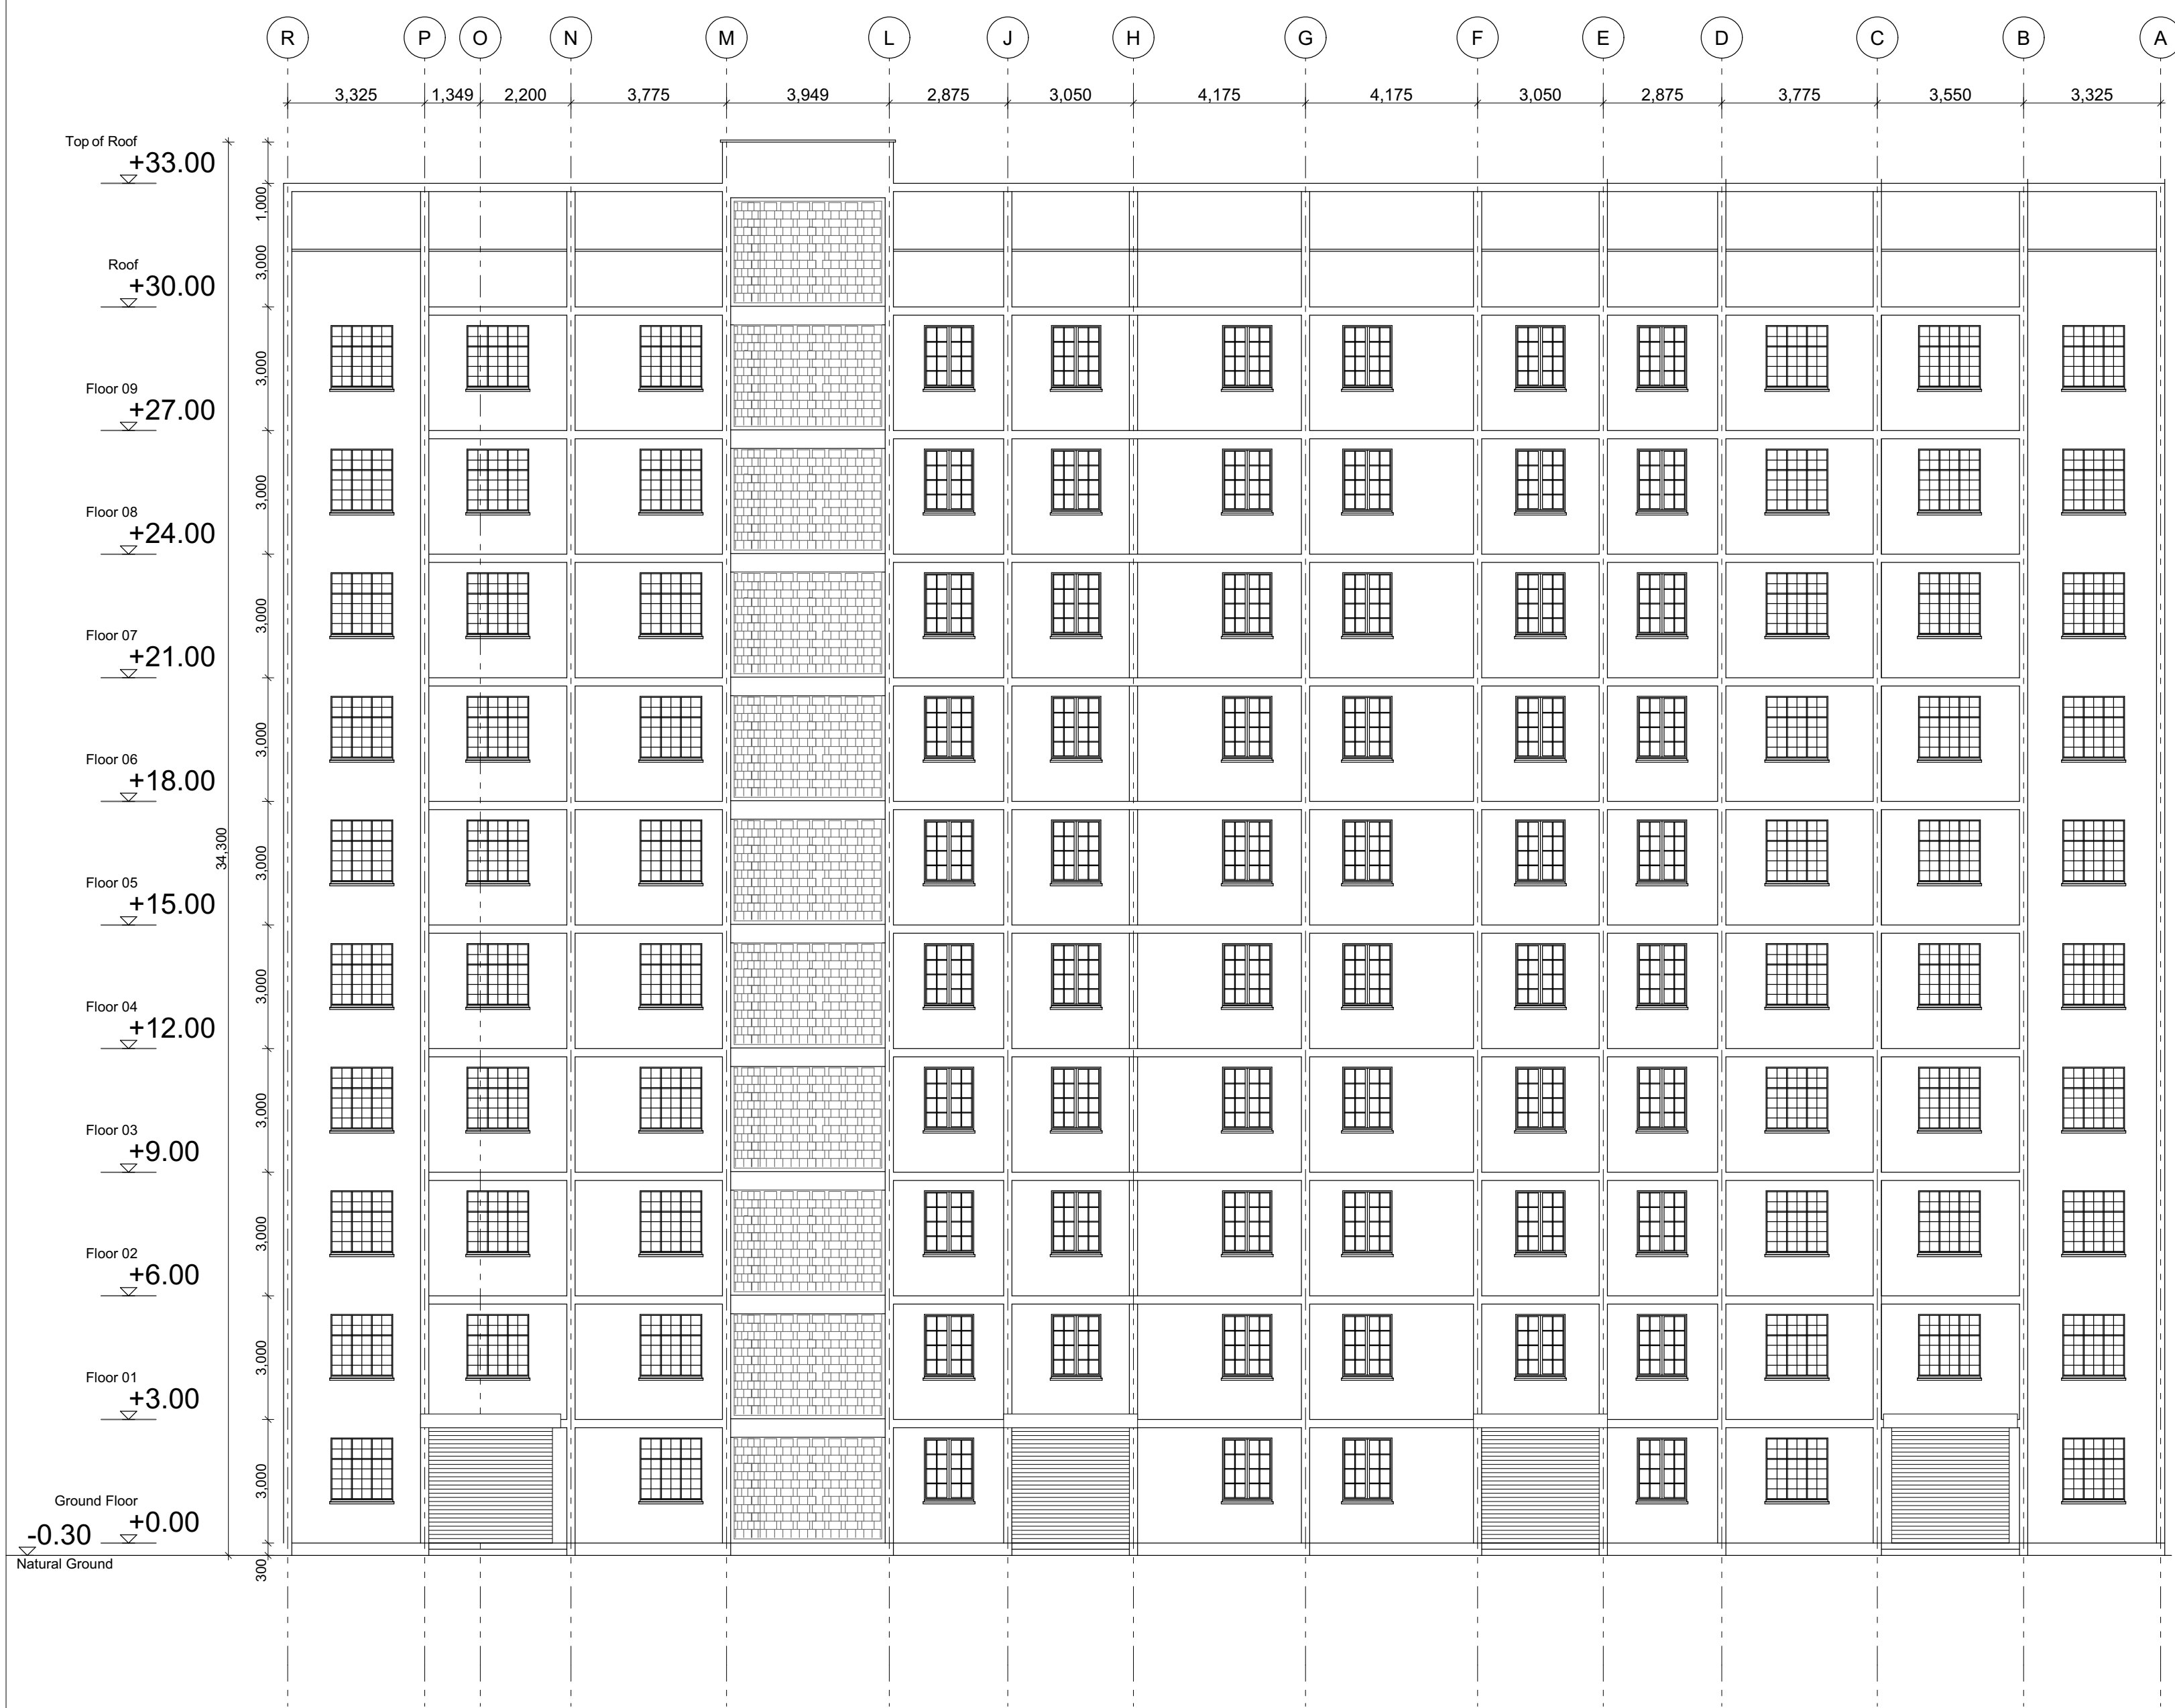 R P O N M L J H G F E D C B A
3,325 1,349 2,200 3,775 3,949 2,875 3,050 4,175 4,175 3,050 2,875 3,775 3,550 3,325
Top of Roof
+33.00
1,000
3,000
Roof
+30.00
3,000
Floor 09
+27.00
3,000
Floor 08
+24.00
3,000
Floor 07
+21.00
3,000
Floor 06
+18.00
34,300
3,000
Floor 05
+15.00
3,000
Floor 04
+12.00
3,000
Floor 03
+9.00
3,000
Floor 02
+6.00
3,000
Floor 01
+3.00
3,000
Ground Floor
+0.00
-0.30
Natural Ground
300